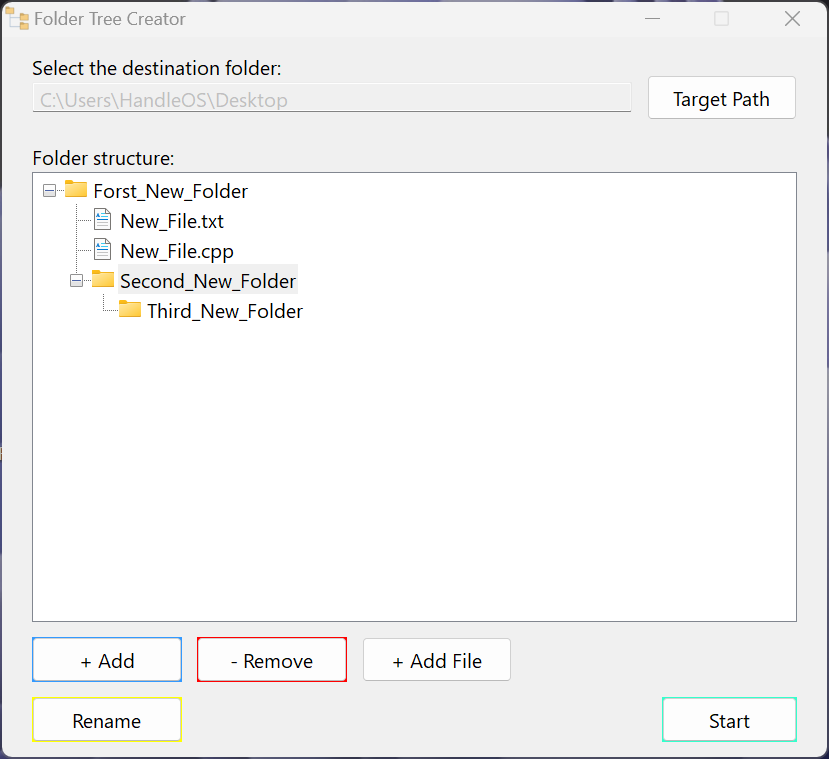 Folder Tree Creator
Select the destination folder:
C:\Users\HandleOS\Desktop
Target Path
Folder structure:
Forst_New_Folder
New_File.txt
New_File.cpp
Second_New_Folder
Third_New_Folder
+ Add
- Remove
+ Add File
Rename
Start